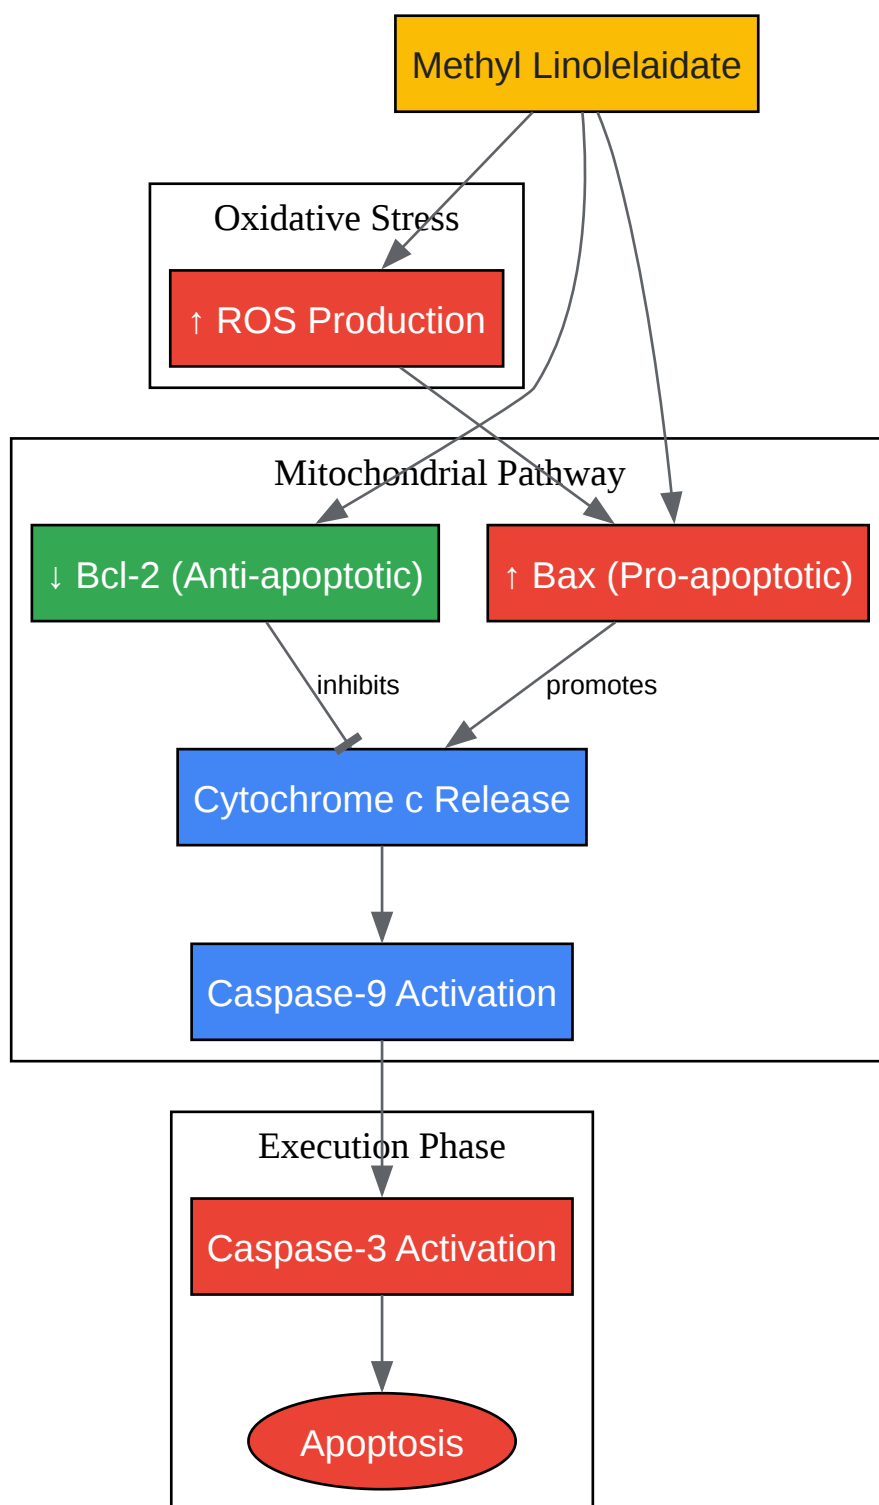 Methyl Linolelaidate
Oxidative Stress
↑ ROS Production
Mitochondrial Pathway
↓ Bcl-2 (Anti-apoptotic)
↑ Bax (Pro-apoptotic)
inhibits
promotes
Cytochrome c Release
Caspase-9 Activation
Execution Phase
Caspase-3 Activation
Apoptosis